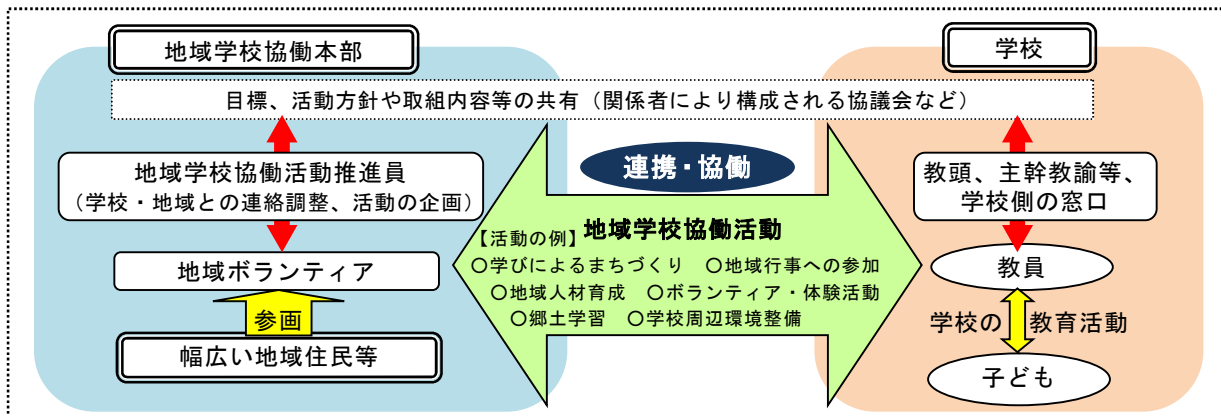 地域学校協働本部
学校
目標、活動方針や取組内容等の共有（関係者により構成される協議会など）
連携・協働
地域学校協働活動推進員
（学校・地域との連絡調整、活動の企画）
教頭、主幹教諭等、
学校側の窓口
地域学校協働活動
【活動の例】
○学びによるまちづくり　○地域行事への参加
○地域人材育成　○ボランティア・体験活動
○郷土学習　○学校周辺環境整備
地域ボランティア
参画
幅広い地域住民等
教員
学校の　教育活動
子ども